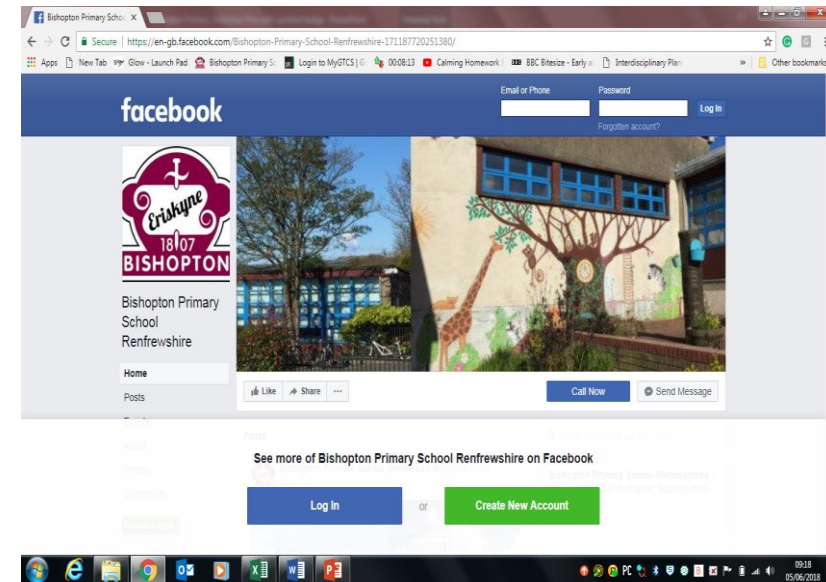 Bishopton Primary Schoo
Secure | https://en-gb.facebook.com/Bishopton-Primary-School-Renfrewshire-171187720251380/
Apps New Tab Glow - Launch Pad Bishopton Primary Sc Login to MyGTCS | G 00:08:13 Calming Homework BBC Bitesize - Early a Interdisciplinary Plan » Other bookmarks
facebook
Email or Phone Password
Log In
Forgotten account?
Eriskyne
1807
BISHOPTON
Bishopton Primary
School
Renfrewshire
Home
Posts
Like Share ... Call Now Send Message
Posts
See more of Bishopton Primary School Renfrewshire on Facebook
Log In or Create New Account
PC
09:18
05/06/2018